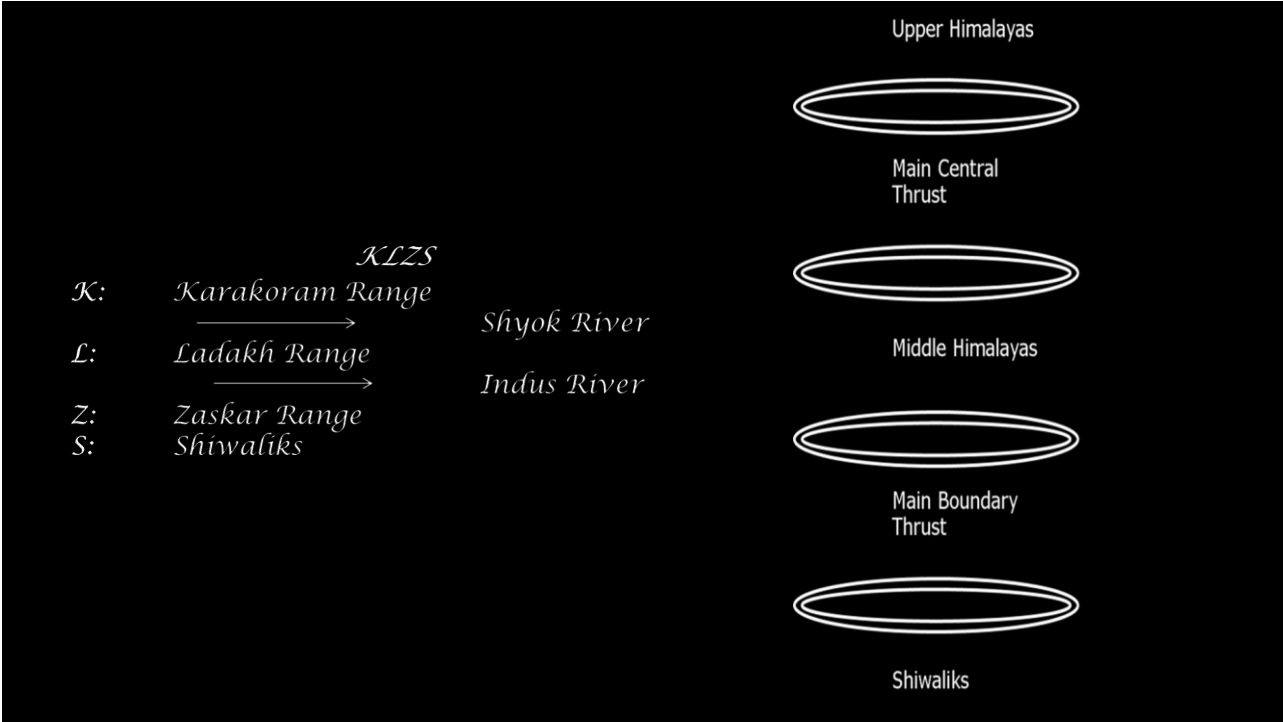 KLZS
K: Karakoram Range
Shyok River
L: Ladakh Range
Indus River
Z: Zaskar Range
S: Shiwaliks
Upper Himalayas
Main Central
Thrust
Middle Himalayas
Main Boundary
Thrust
Shiwaliks